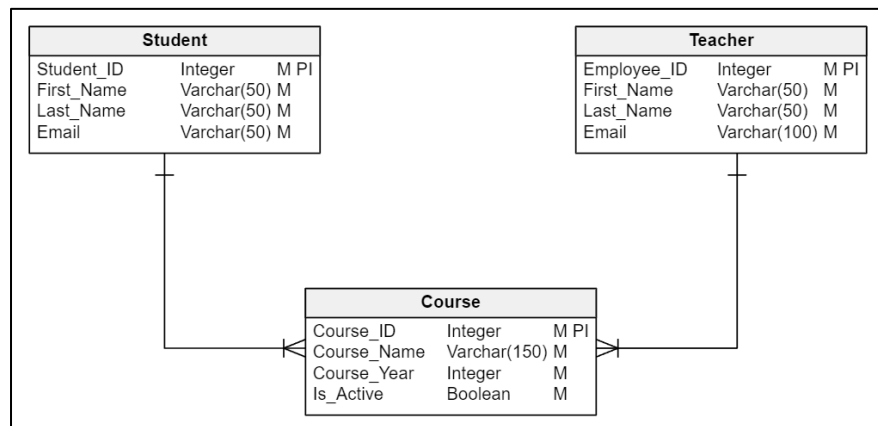 Student
Student_ID Integer M PI
First_Name Varchar(50) M
Last_Name Varchar(50) M
Email Varchar(50) M
Teacher
Employee_ID Integer M PI
First_Name Varchar(50) M
Last_Name Varchar(50) M
Email Varchar(100) M
Course
Course_ID Integer M PI
Course_Name Varchar(150) M
Course_Year Integer M
Is_Active Boolean M